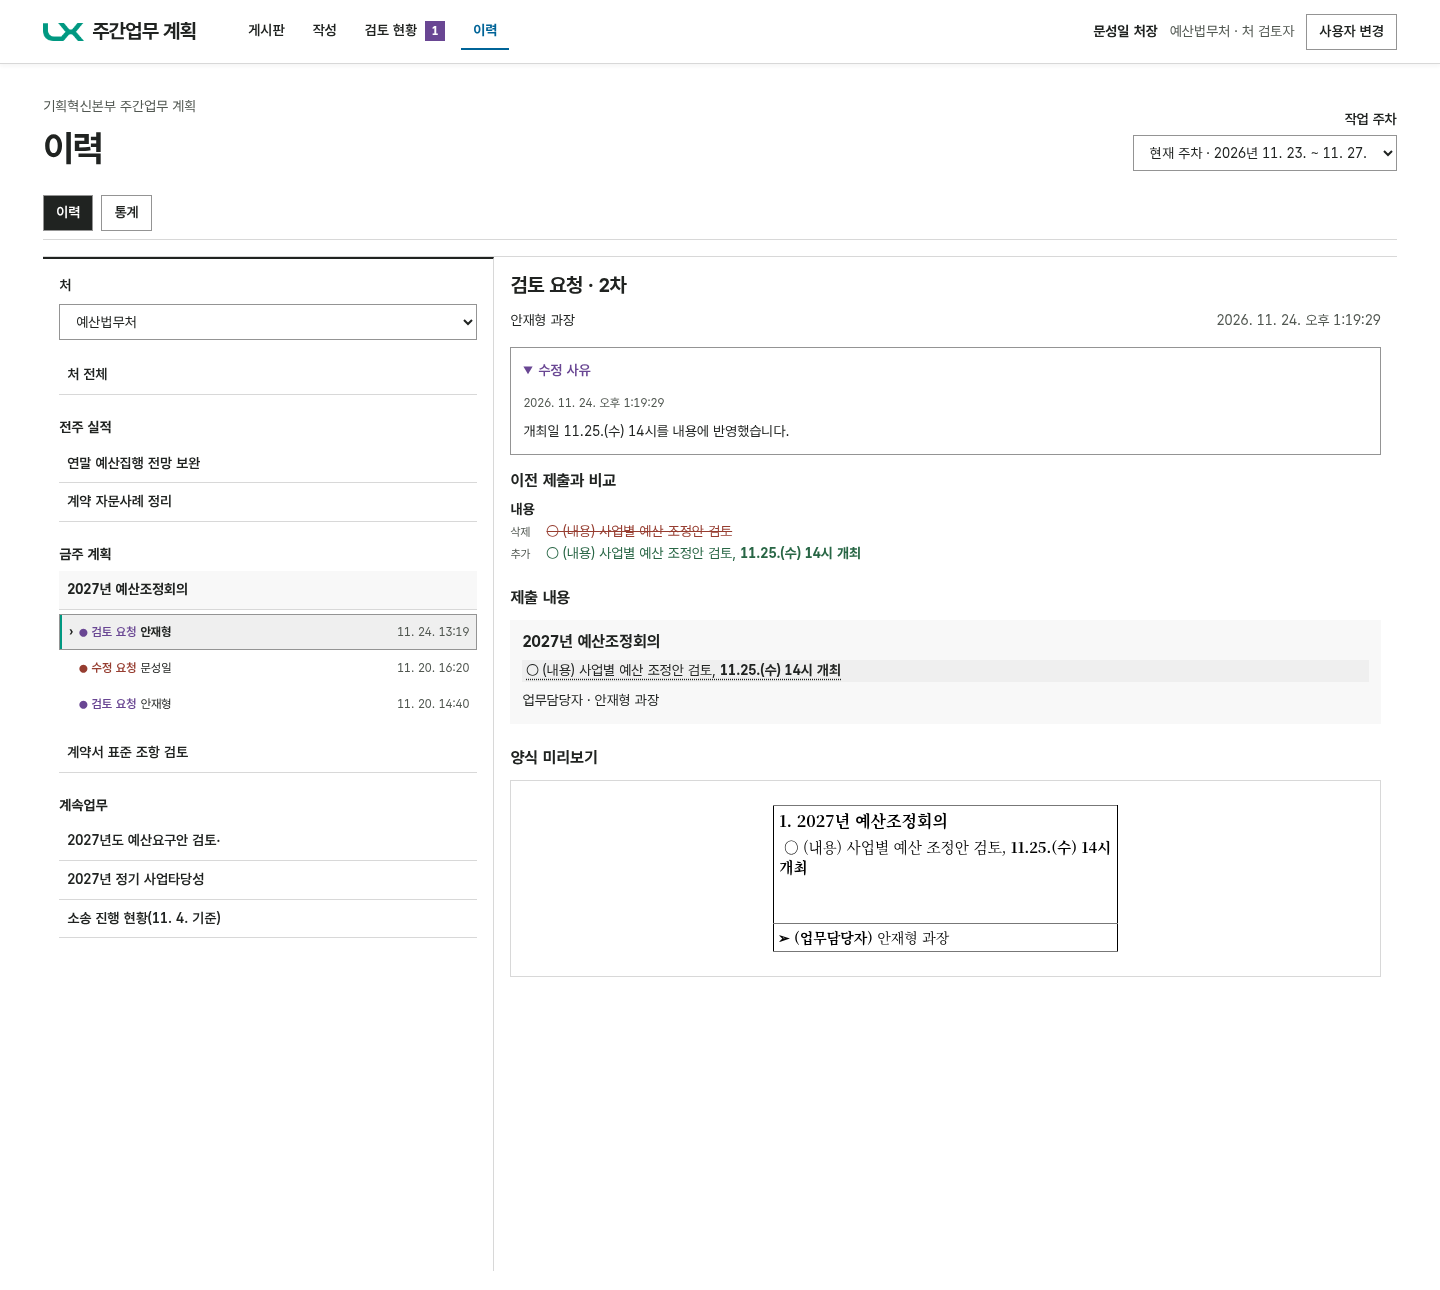 UX 주간업무 계획
게시판
작성
검토 현황 1
이력
문성일 처장 예산법무처 · 처 검토자
사용자 변경
기획혁신본부 주간업무 계획
이력
작업 주차
현재 주차 · 2026년 11. 23. ~ 11. 27.
이력
통계
처
예산법무처
처 전체
전주 실적
연말 예산집행 전망 보완
계약 자문사례 정리
금주 계획
2027년 예산조정회의
› ● 검토 요청 안재형 11. 24. 13:19
● 수정 요청 문성일 11. 20. 16:20
● 검토 요청 안재형 11. 20. 14:40
계약서 표준 조항 검토
계속업무
2027년도 예산요구안 검토·
2027년 정기 사업타당성
소송 진행 현황(11. 4. 기준)
검토 요청 · 2차
안재형 과장 2026. 11. 24. 오후 1:19:29
▼ 수정 사유
2026. 11. 24. 오후 1:19:29
개최일 11.25.(수) 14시를 내용에 반영했습니다.
이전 제출과 비교
내용
삭제 ○ (내용) 사업별 예산 조정안 검토
추가 ○ (내용) 사업별 예산 조정안 검토, 11.25.(수) 14시 개최
제출 내용
2027년 예산조정회의
○ (내용) 사업별 예산 조정안 검토, 11.25.(수) 14시 개최
업무담당자 · 안재형 과장
양식 미리보기
1. 2027년 예산조정회의
○ (내용) 사업별 예산 조정안 검토, 11.25.(수) 14시
개최
➢ (업무담당자) 안재형 과장